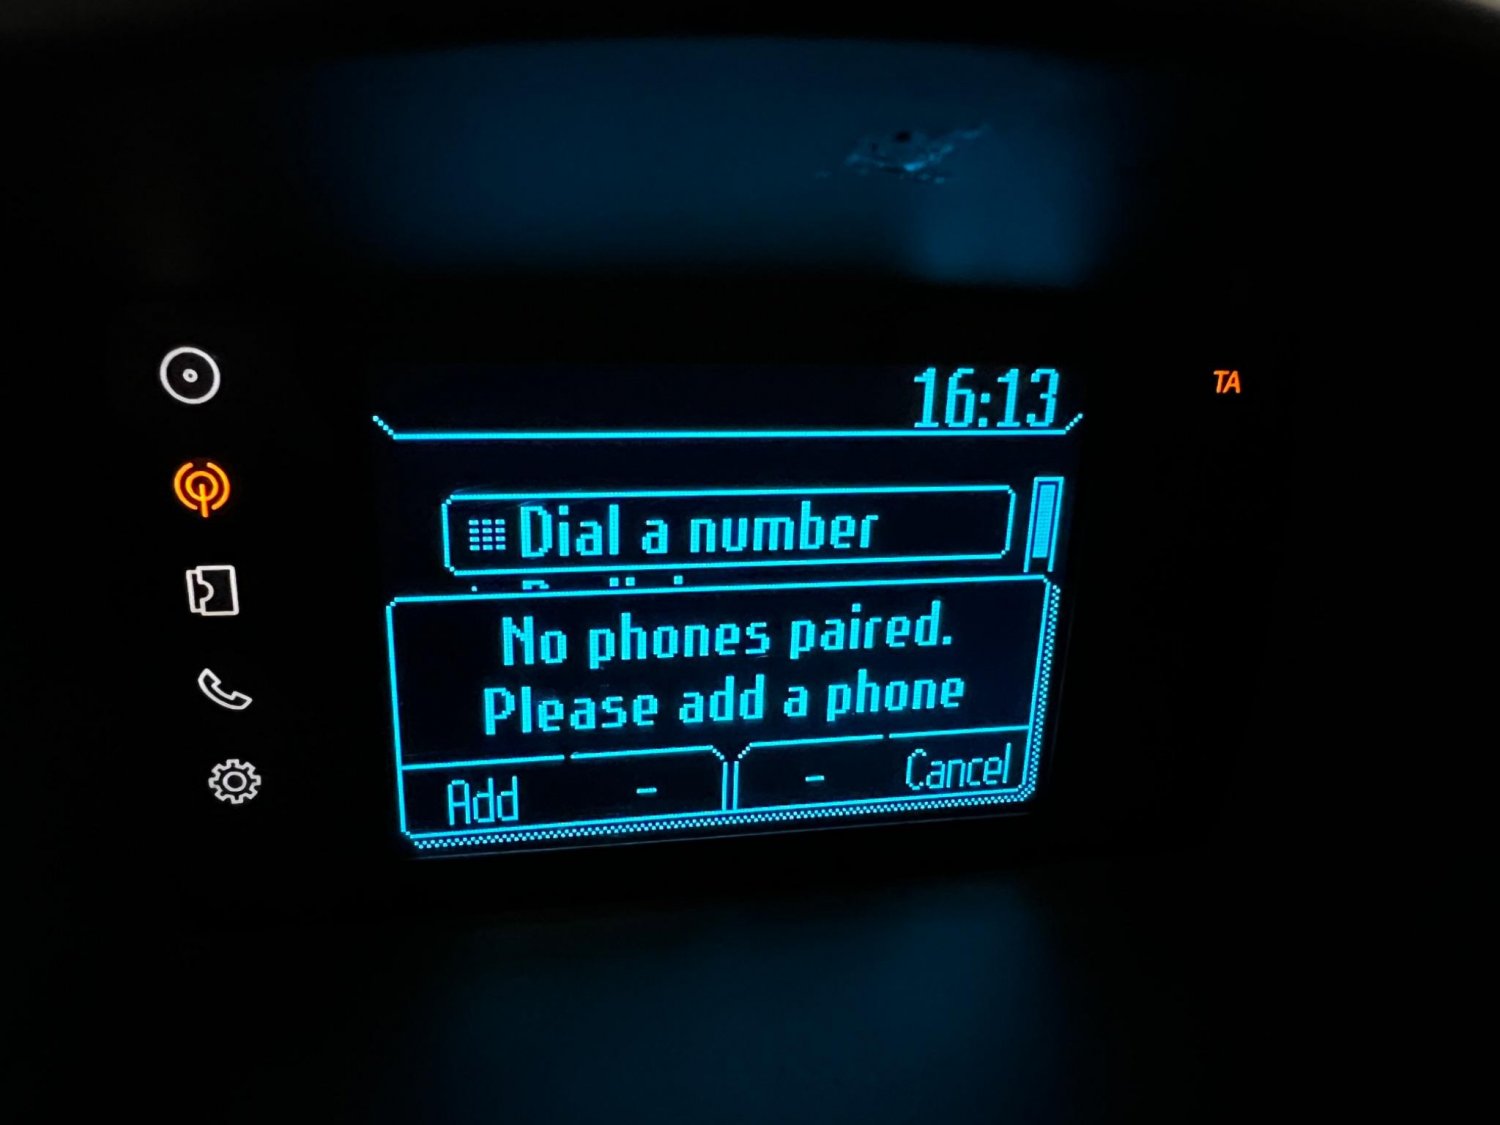 16:13
TA
Dial a number
No phones paired.
Please add a phone
Add - - Cancel